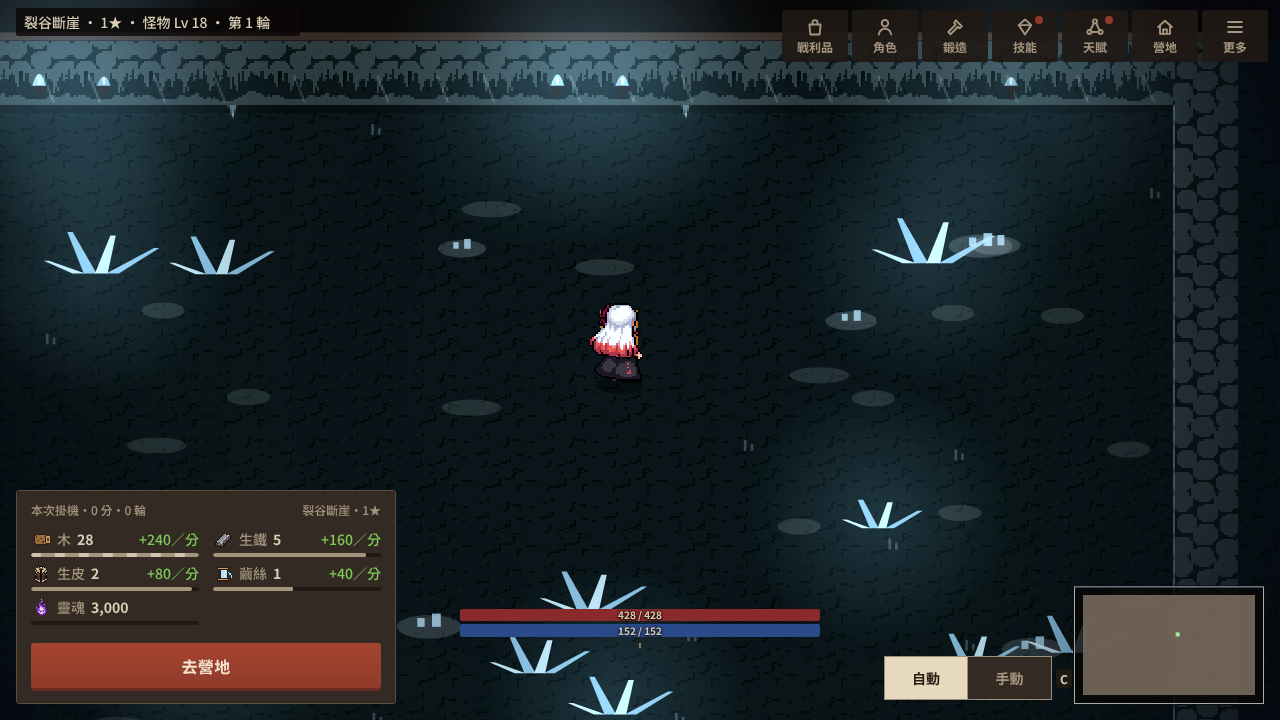 裂谷斷崖 · 1★ · 怪物 Lv 18 · 第 1 輪
戰利品
角色
鍛造
技能
天賦
營地
更多
本次掛機・0 分・0 輪
裂谷斷崖・1★
木 28 +240／分
生鐵 5 +160／分
生皮 2 +80／分
繭絲 1 +40／分
靈魂 3,000
去營地
428 / 428
152 / 152
自動
手動
C